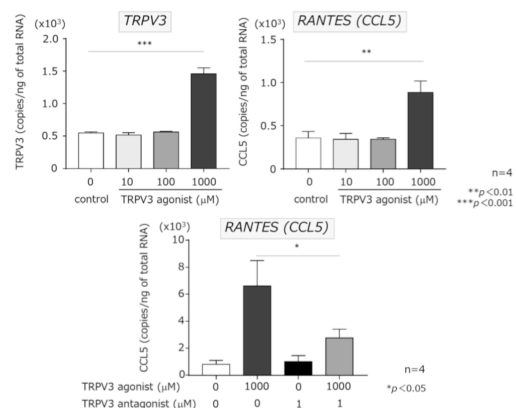 TRPV3
(x10³)
TRPV3 (copies/ng of total RNA)
2.0
1.5
1.0
0.5
0
***
0 10 100 1000
control TRPV3 agonist (μM)
RANTES (CCL5)
(x10³)
CCL5 (copies/ng of total RNA)
1.5
1.0
0.5
0
**
0 10 100 1000
control TRPV3 agonist (μM)
n=4
**p<0.01
***p<0.001
RANTES (CCL5)
(x10³)
CCL5 (copies/ng of total RNA)
10
8
6
4
2
0
*
TRPV3 agonist (μM) 0 1000 0 1000
TRPV3 antagonist (μM) 0 0 1 1
n=4
*p<0.05